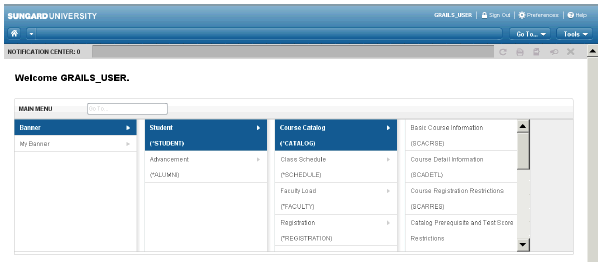 SUNGARD UNIVERSITY
GRAILS_USER Sign Out Preferences Help
Go To... Tools
NOTIFICATION CENTER: 0
Welcome GRAILS_USER.
MAIN MENU Go To...
Banner
My Banner
Student
(*STUDENT)
Advancement
(*ALUMNI)
Course Catalog
(*CATALOG)
Class Schedule
(*SCHEDULE)
Faculty Load
(*FACULTY)
Registration
(*REGISTRATION)
Basic Course Information
(SCACRSE)
Course Detail Information
(SCADETL)
Course Registration Restrictions
(SCARREG)
Catalog Prerequisite and Test Score
Restrictions